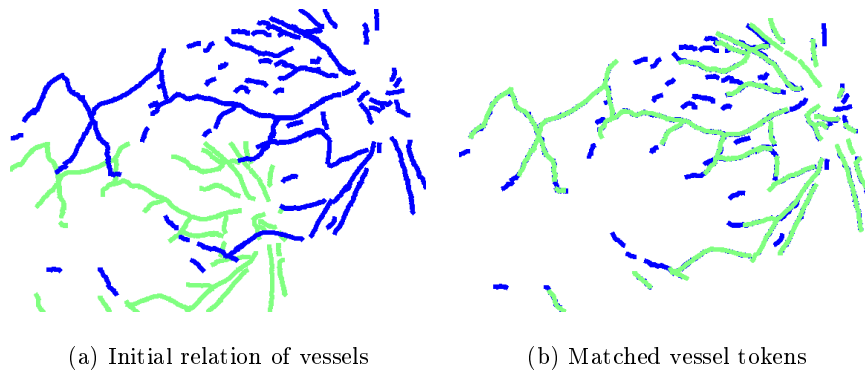 (a) Initial relation of vessels
(b) Matched vessel tokens